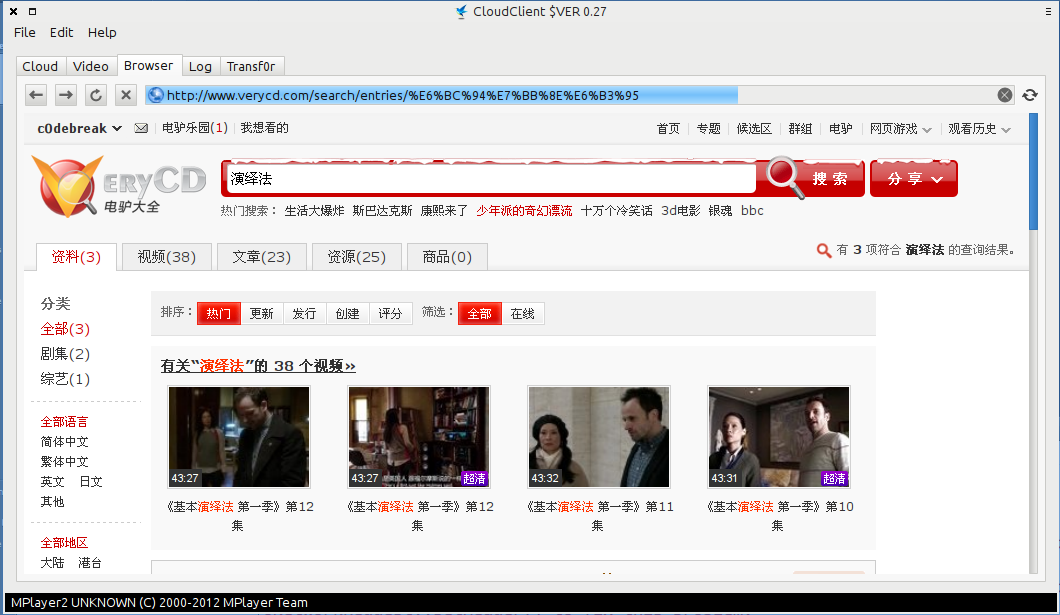 CloudClient $VER 0.27
File Edit Help
Cloud Video Browser Log Transf0r
http://www.verycd.com/search/entries/%E6%BC%94%E7%BB%8E%E6%B3%95
c0debreak 电驴乐园(1) 我想看的 首页 专题 候选区 群组 电驴 网页游戏 观看历史
eryCD 电驴大全
演绎法 搜索 分享
热门搜索： 生活大爆炸 斯巴达克斯 康熙来了 少年派的奇幻漂流 十万个冷笑话 3d电影 银魂 bbc
资料(3) 视频(38) 文章(23) 资源(25) 商品(0) 有 3 项符合 演绎法 的查询结果。
分类
全部(3)
剧集(2)
综艺(1)
全部语言
简体中文
繁体中文
英文 日文
其他
全部地区
大陆 港台
排序： 热门 更新 发行 创建 评分 筛选： 全部 在线
有关“演绎法”的 38 个视频»
43:27
《基本演绎法 第一季》第12
集
43:27 超清
《基本演绎法 第一季》第12
集
43:32
《基本演绎法 第一季》第11
集
43:31 超清
《基本演绎法 第一季》第10
集
MPlayer2 UNKNOWN (C) 2000-2012 MPlayer Team